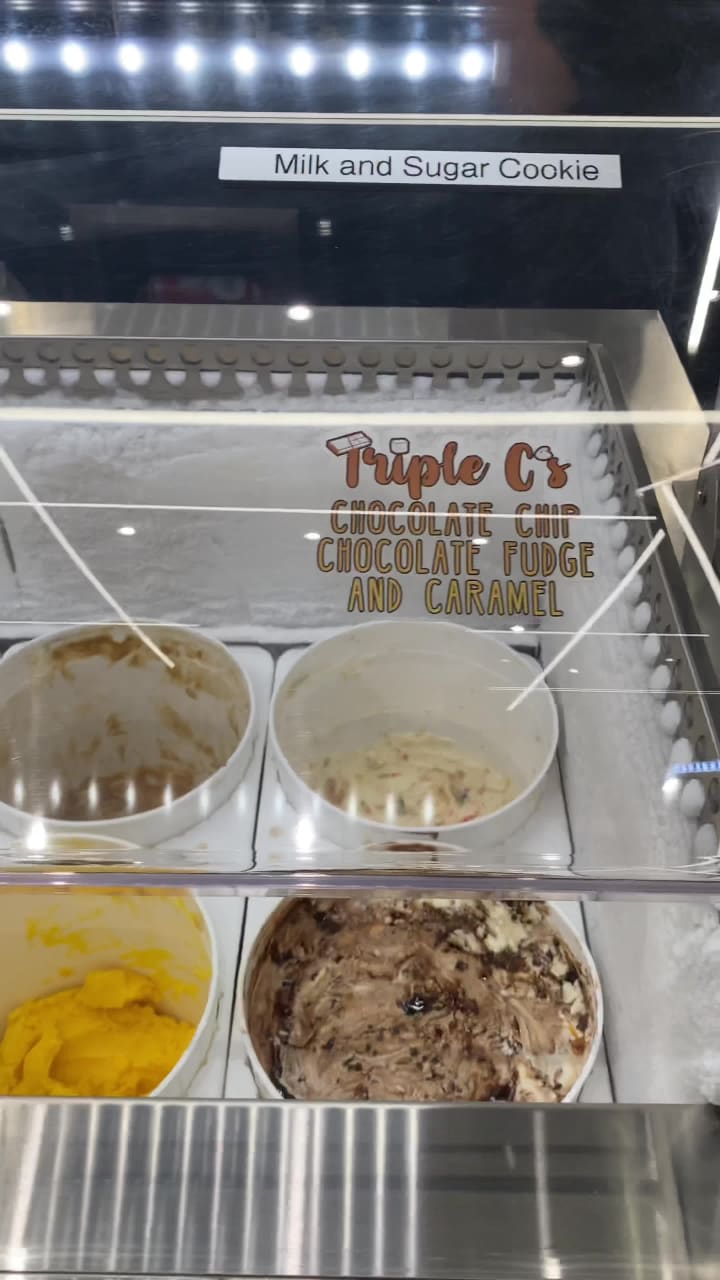 Milk and Sugar Cookie
Triple C's
CHOCOLATE CHIP
CHOCOLATE FUDGE
AND CARAMEL